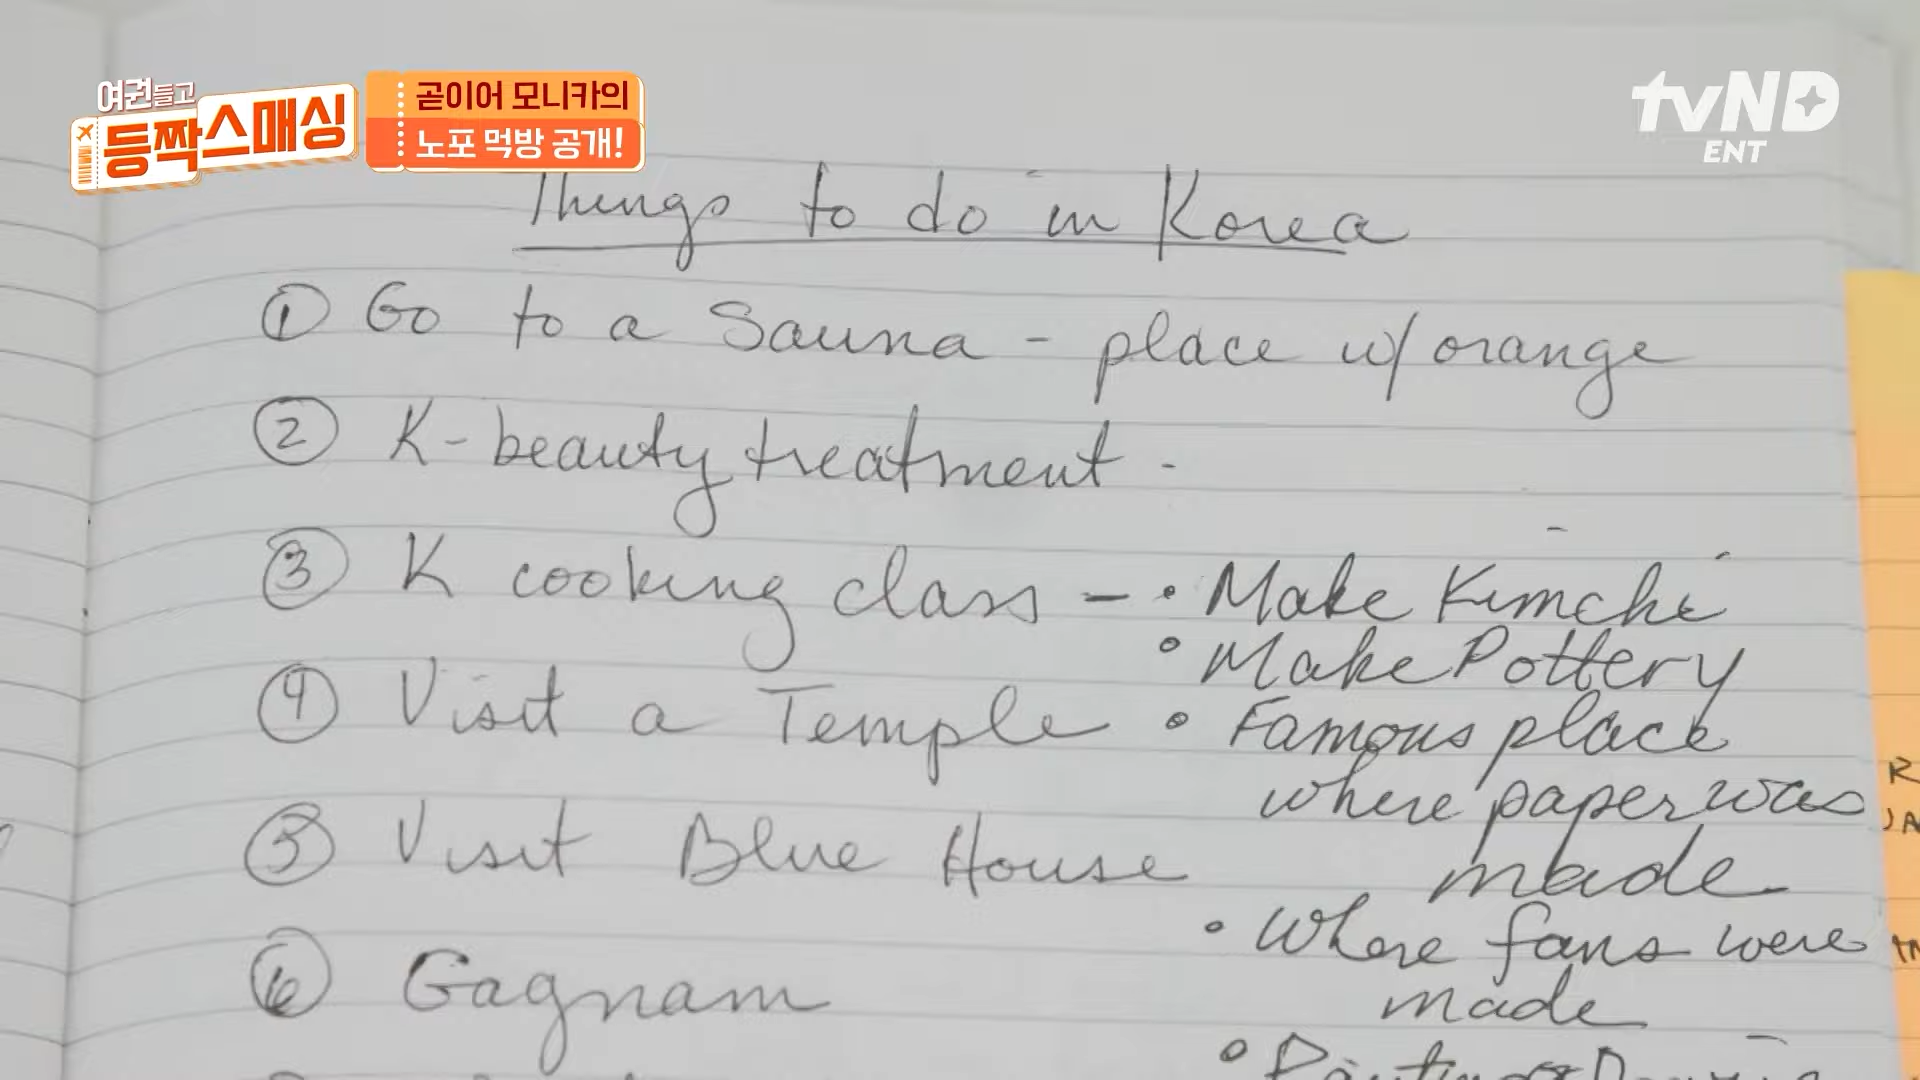 여권들고
등짝스매싱
곧이어 모니카의
노포 먹방 공개!
tvND
ENT
Things to do in Korea
① Go to a Sauna - place w/ orange
② K-beauty treatment -
③ K cooking class - • Make Kimchi
• Make Pottery
④ Visit a Temple • Famous place
where paper was
made
⑤ Visit Blue House
• Where fans were
made
⑥ Gagnam